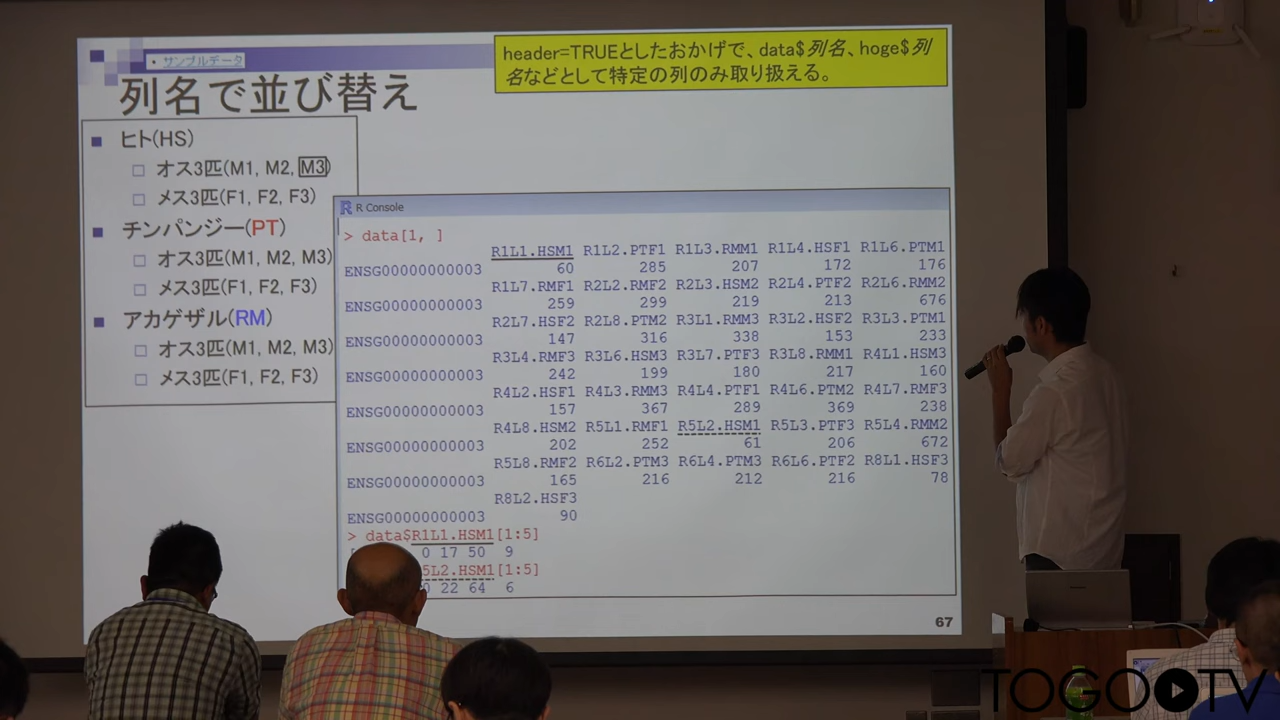 • サンプルデータ
header=TRUEとしたおかげで、data$列名、hoge$列
名などとして特定の列のみ取り扱える。
列名で並び替え
ヒト(HS)
オス3匹(M1, M2, M3)
メス3匹(F1, F2, F3)
チンパンジー(PT)
オス3匹(M1, M2, M3)
メス3匹(F1, F2, F3)
アカゲザル(RM)
オス3匹(M1, M2, M3)
メス3匹(F1, F2, F3)
R Console
> data[1, ]
R1L1.HSM1 R1L2.PTF1 R1L3.RMM1 R1L4.HSF1 R1L6.PTM1
ENSG00000000003 60 285 207 172 176
R1L7.RMF1 R2L2.RMF2 R2L3.HSM2 R2L4.PTF2 R2L6.RMM2
ENSG00000000003 259 299 219 213 676
R2L7.HSF2 R2L8.PTM2 R3L1.RMM3 R3L2.HSF2 R3L3.PTM1
ENSG00000000003 147 316 338 153 233
R3L4.RMF3 R3L6.HSM3 R3L7.PTF3 R3L8.RMM1 R4L1.HSM3
ENSG00000000003 242 199 180 217 160
R4L2.HSF1 R4L3.RMM3 R4L4.PTF1 R4L6.PTM2 R4L7.RMF3
ENSG00000000003 157 367 289 369 238
R4L8.HSM2 R5L1.RMF1 R5L2.HSM1 R5L3.PTF3 R5L4.RMM2
ENSG00000000003 202 252 61 206 672
R5L8.RMF2 R6L2.PTM3 R6L4.PTM3 R6L6.PTF2 R8L1.HSF3
ENSG00000000003 165 216 212 216 78
R8L2.HSF3
ENSG00000000003 90
> data$R1L1.HSM1[1:5]
0 17 50 9
5L2.HSM1[1:5]
0 22 64 6
67
TOGO TV